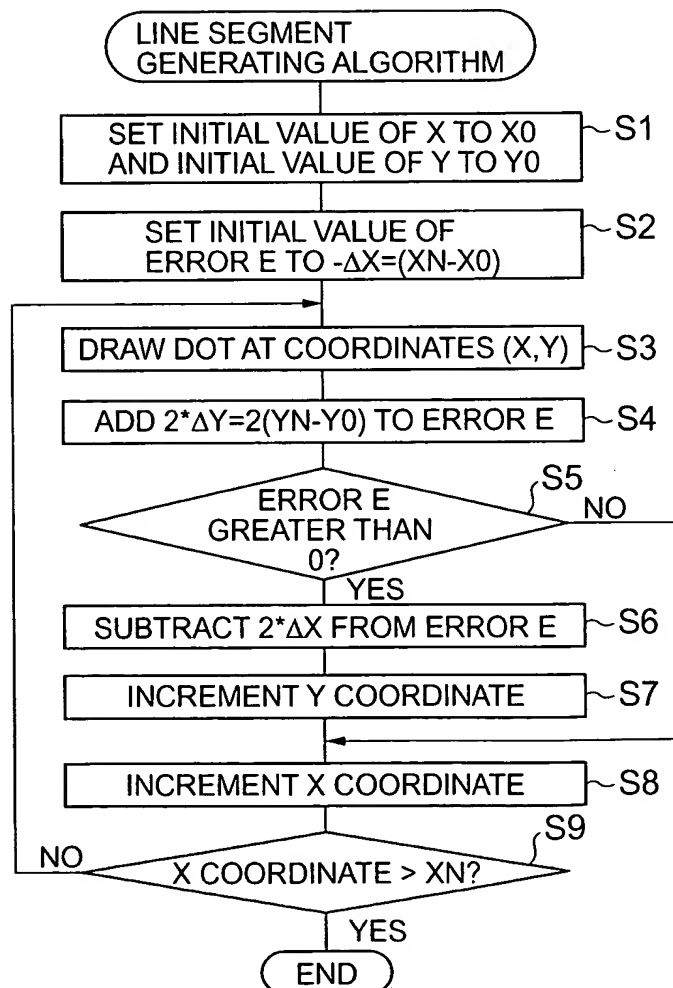 LINE SEGMENT
GENERATING ALGORITHM
SET INITIAL VALUE OF X TO X0
AND INITIAL VALUE OF Y TO Y0
S1
SET INITIAL VALUE OF
ERROR E TO -ΔX=(XN-X0)
S2
DRAW DOT AT COORDINATES (X,Y)
S3
ADD 2*ΔY=2(YN-Y0) TO ERROR E
S4
ERROR E
GREATER THAN
0?
S5
NO
YES
SUBTRACT 2*ΔX FROM ERROR E
S6
INCREMENT Y COORDINATE
S7
INCREMENT X COORDINATE
S8
S9
NO
X COORDINATE > XN?
YES
END